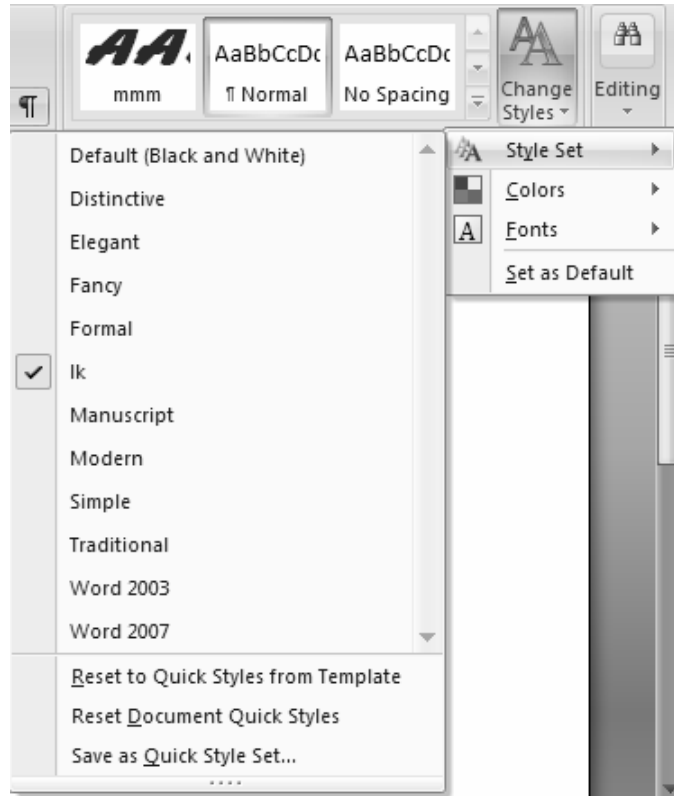 AA
AaBbCcDc
AaBbCcDc
mmm
¶ Normal
No Spacing
¶
Change
Styles
Editing
Style Set
Colors
Fonts
Set as Default
Default (Black and White)
Distinctive
Elegant
Fancy
Formal
lk
Manuscript
Modern
Simple
Traditional
Word 2003
Word 2007
Reset to Quick Styles from Template
Reset Document Quick Styles
Save as Quick Style Set...